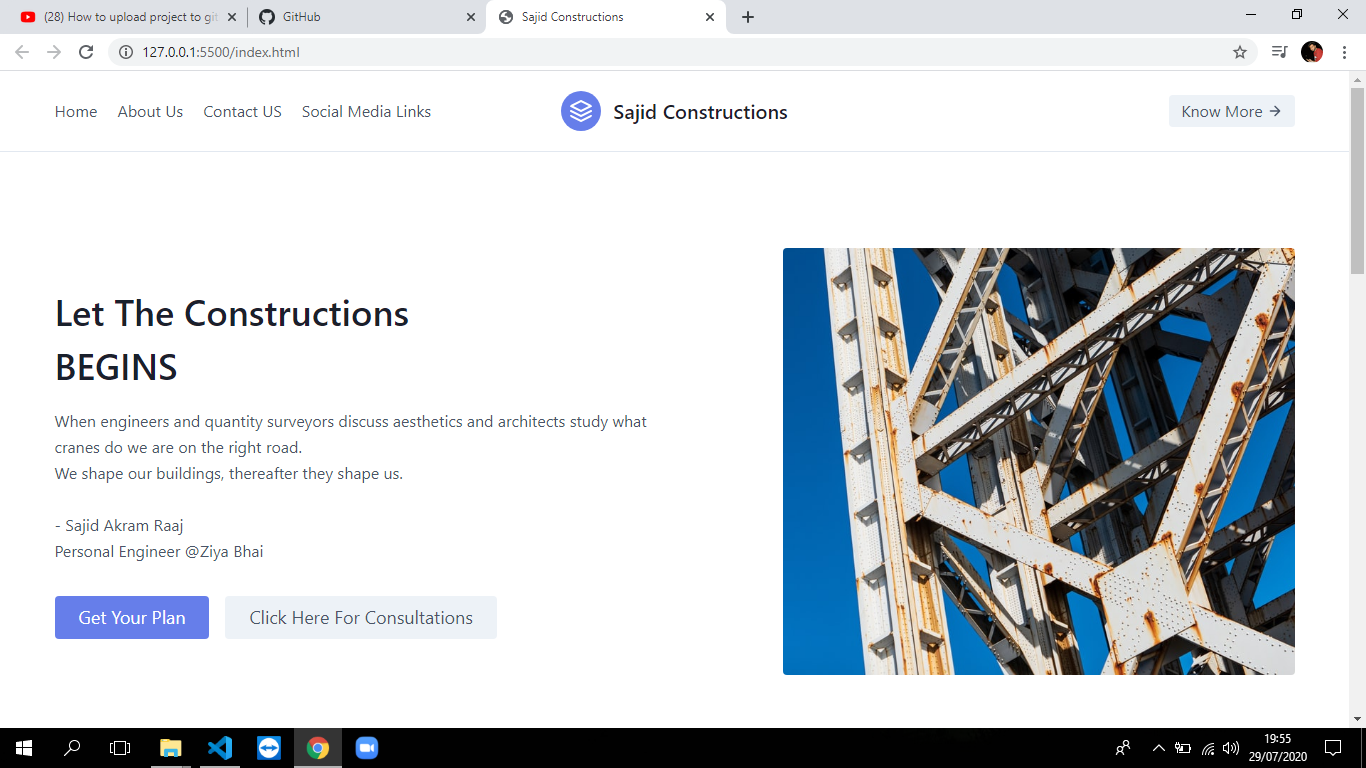 (28) How to upload project to git
GitHub
Sajid Constructions
127.0.0.1:5500/index.html
Home
About Us
Contact US
Social Media Links
Sajid Constructions
Know More →
Let The Constructions
BEGINS
When engineers and quantity surveyors discuss aesthetics and architects study what
cranes do we are on the right road.
We shape our buildings, thereafter they shape us.
- Sajid Akram Raaj
Personal Engineer @Ziya Bhai
Get Your Plan
Click Here For Consultations
19:55
29/07/2020